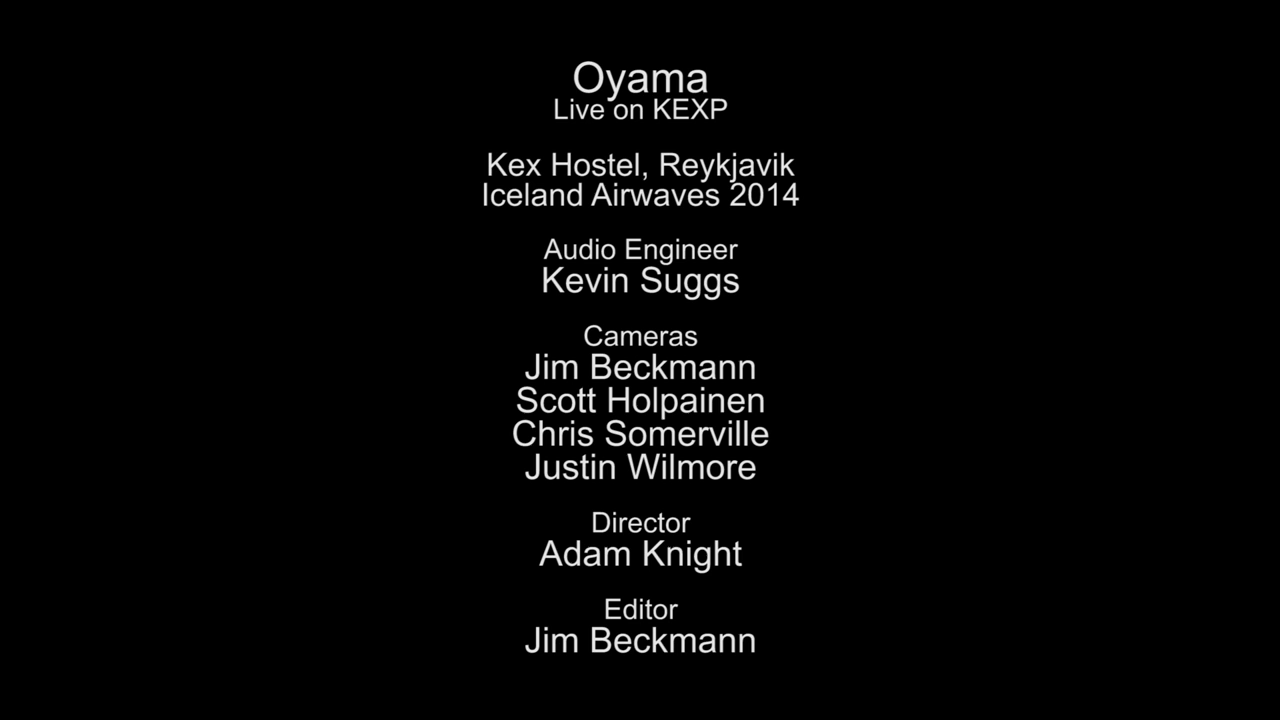 Oyama
Live on KEXP
Kex Hostel, Reykjavik
Iceland Airwaves 2014
Audio Engineer
Kevin Suggs
Cameras
Jim Beckmann
Scott Holpainen
Chris Somerville
Justin Wilmore
Director
Adam Knight
Editor
Jim Beckmann